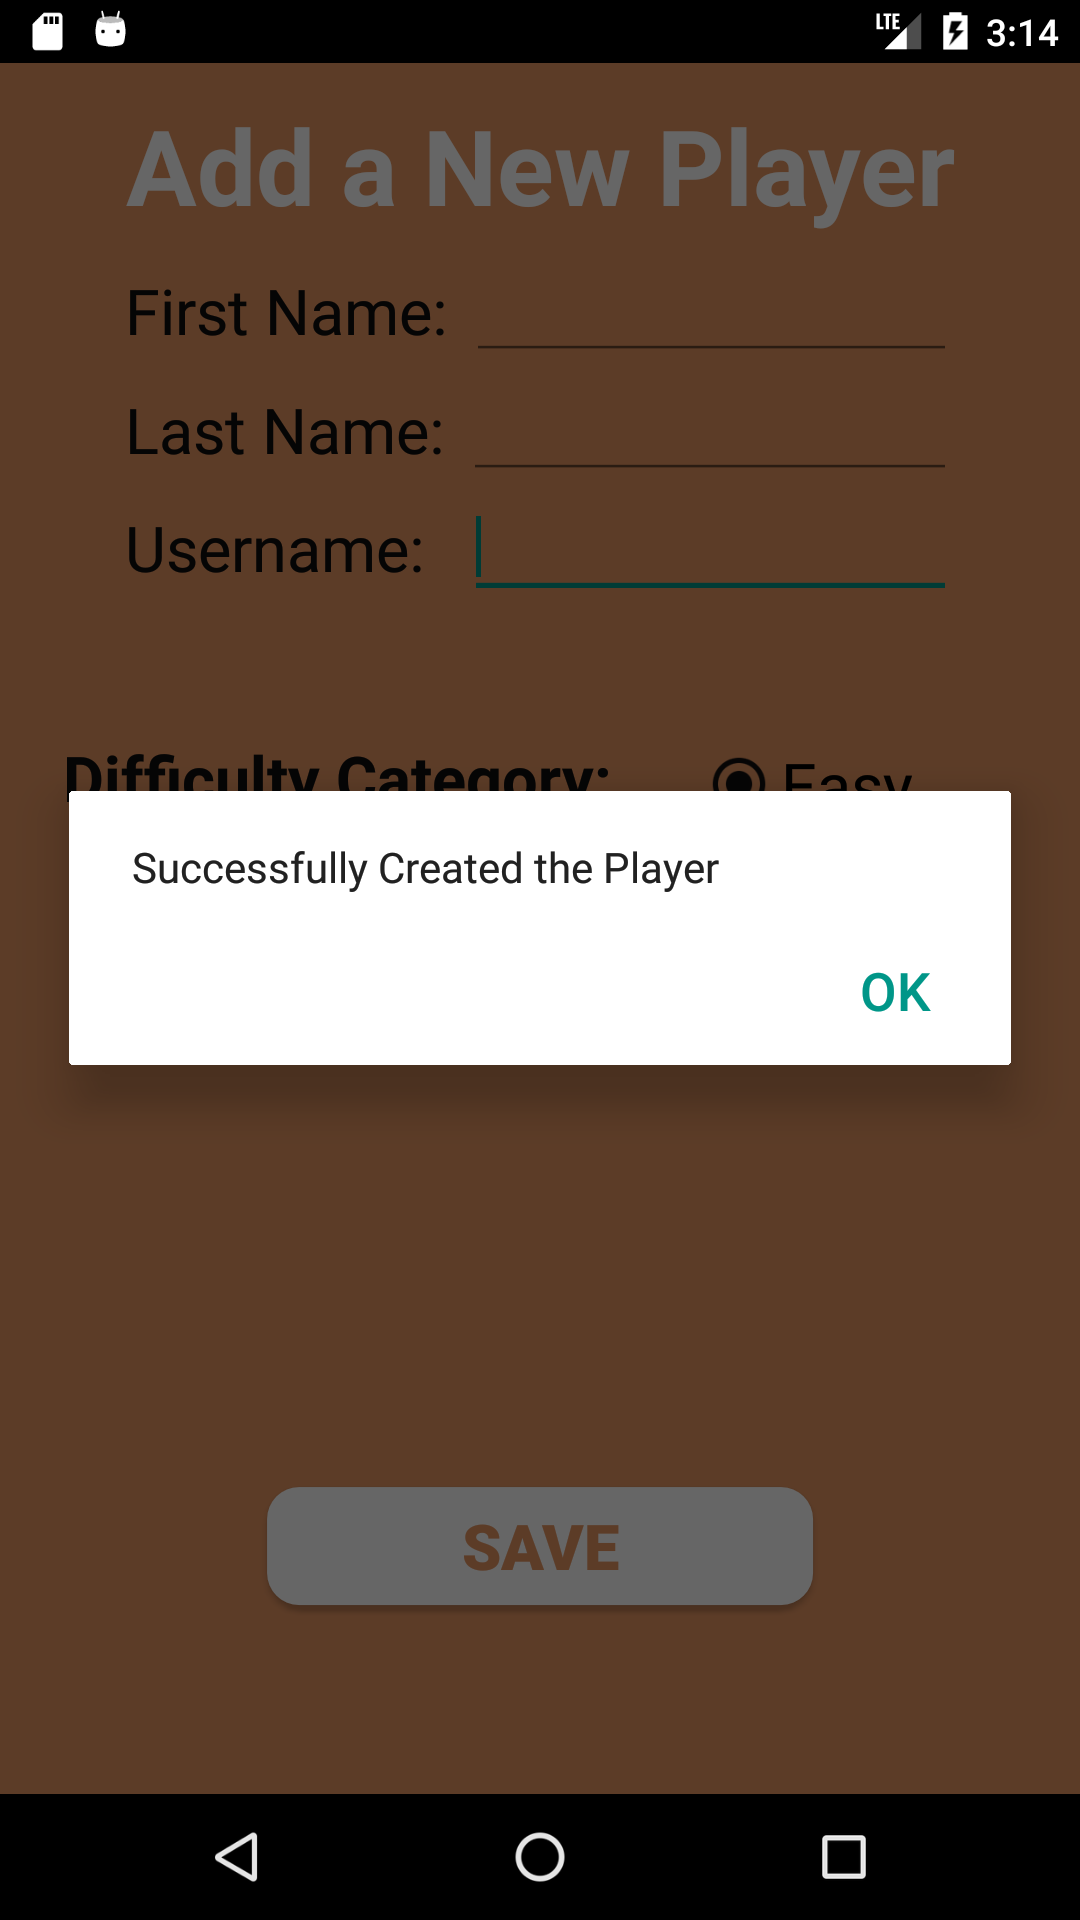 LTE 3:14
Add a New Player
First Name:
Last Name:
Username:
Difficulty Category: Easy
Successfully Created the Player
OK
SAVE